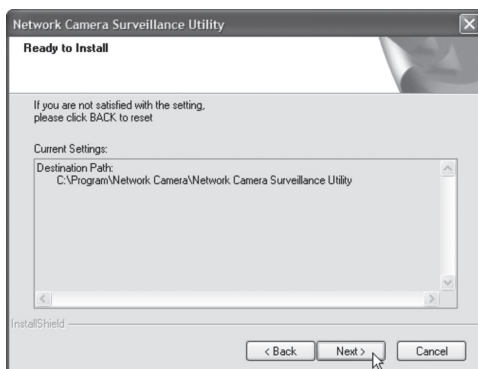 Network Camera Surveillance Utility
Ready to Install
If you are not satisfied with the setting,
please click BACK to reset
Current Settings:
Destination Path:
C:\Program\Network Camera\Network Camera Surveillance Utility
InstallShield
< Back
Next >
Cancel